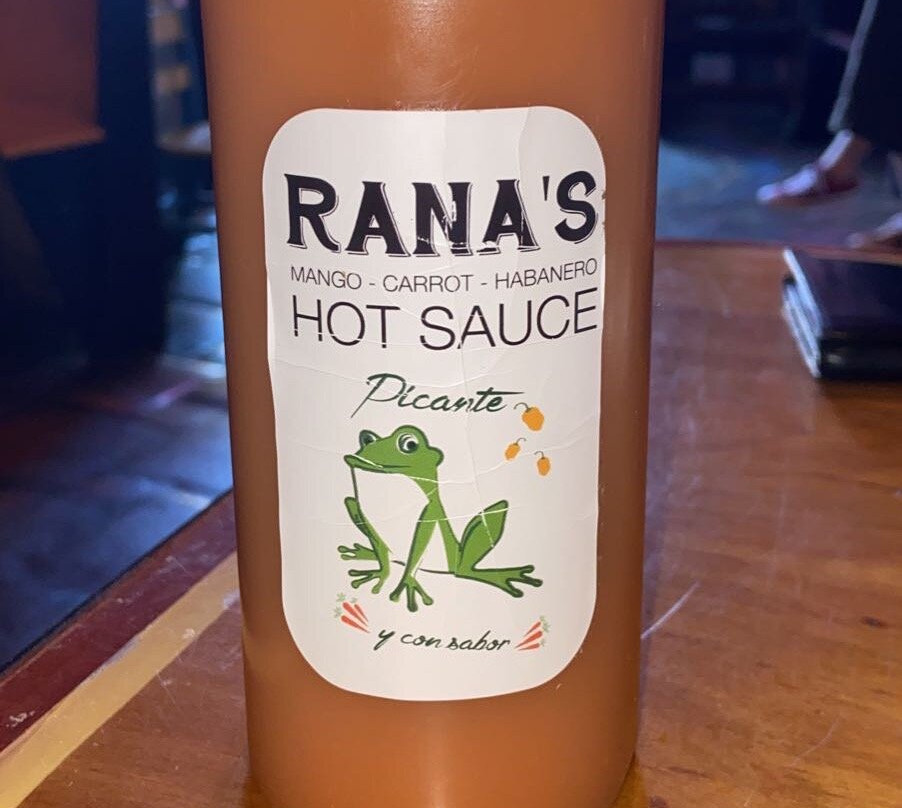 RANA'S
MANGO - CARROT - HABANERO
HOT SAUCE
Picante
y con sabor